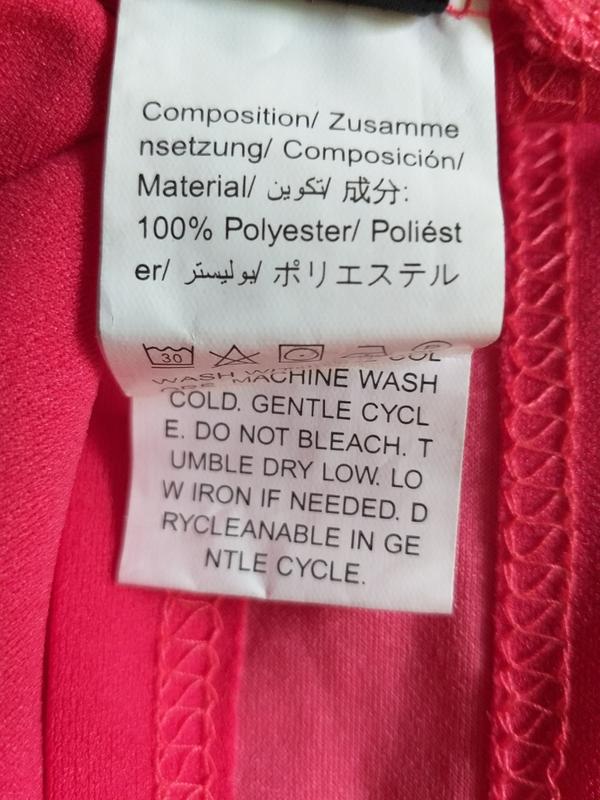 Composition/ Zusamme
nsetzung/ Composición/
Material/ تكوين/ 成分:
100% Polyester/ Poliést
er/ بوليستر/ ポリエステル
30
WASH MACHINE WASH
COLD. GENTLE CYCL
E. DO NOT BLEACH. T
UMBLE DRY LOW. LO
W IRON IF NEEDED. D
RYCLEANABLE IN GE
NTLE CYCLE.